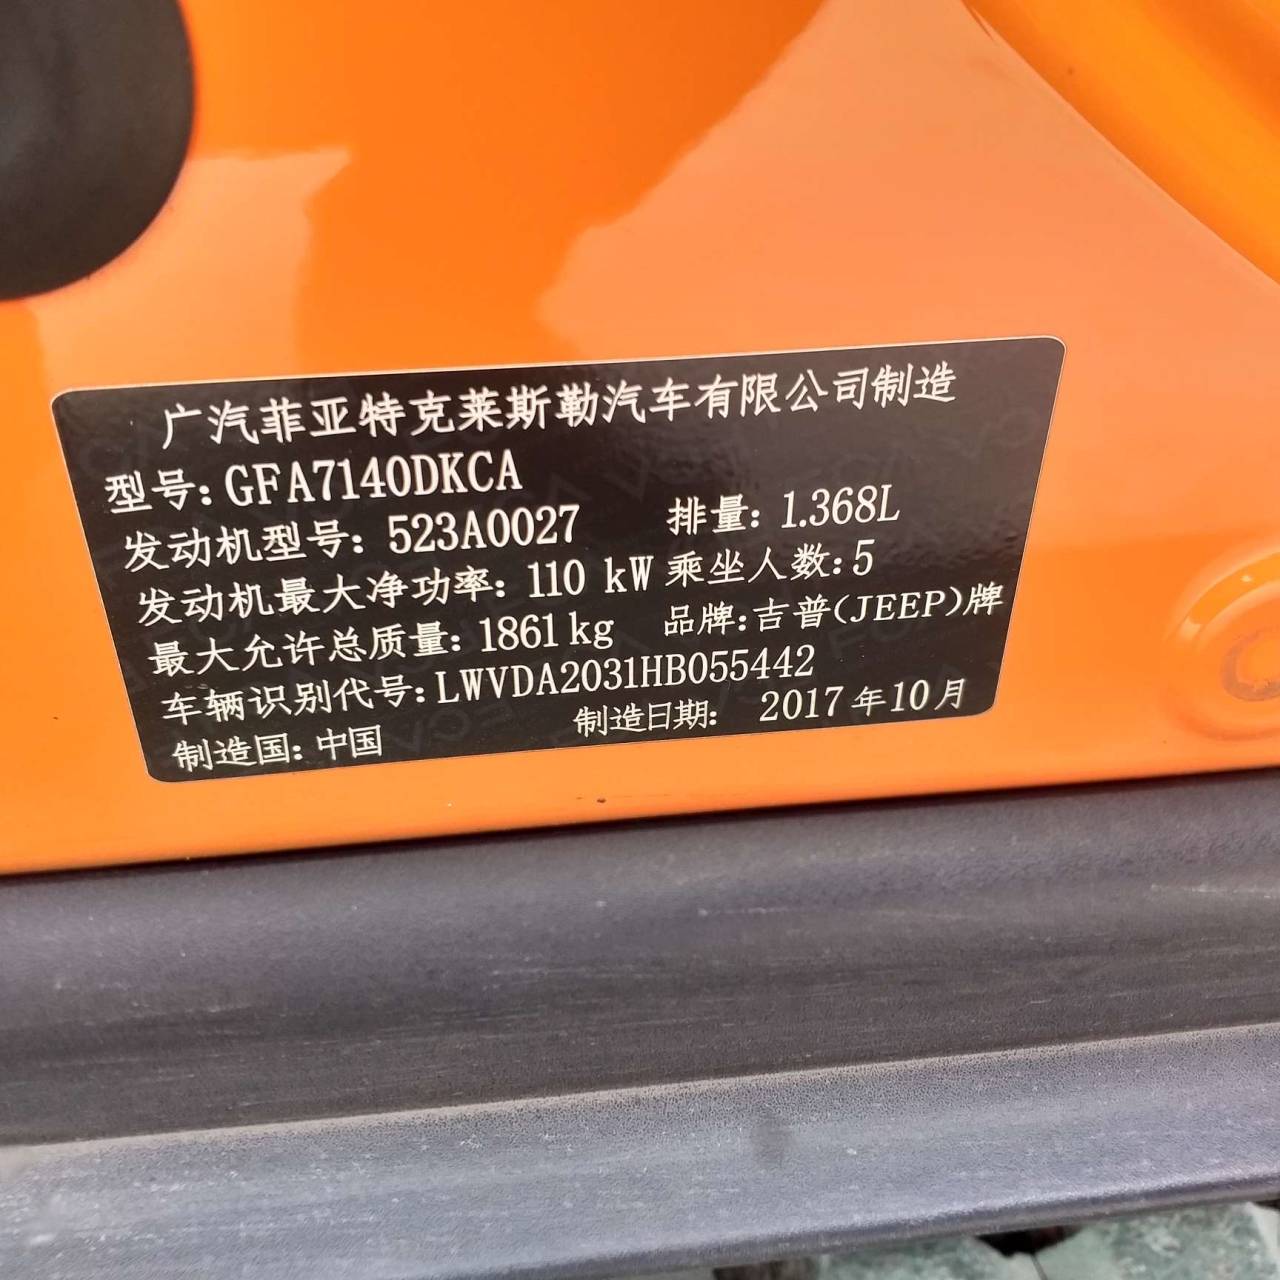 广汽菲亚特克莱斯勒汽车有限公司制造
型号: GFA7140DKCA
发动机型号: 523A0027 排量: 1.368L
发动机最大净功率: 110 kW 乘坐人数: 5
最大允许总质量: 1861kg 品牌: 吉普(JEEP)牌
车辆识别代号: LWVDA2031HB055442
制造国: 中国 制造日期: 2017年10月